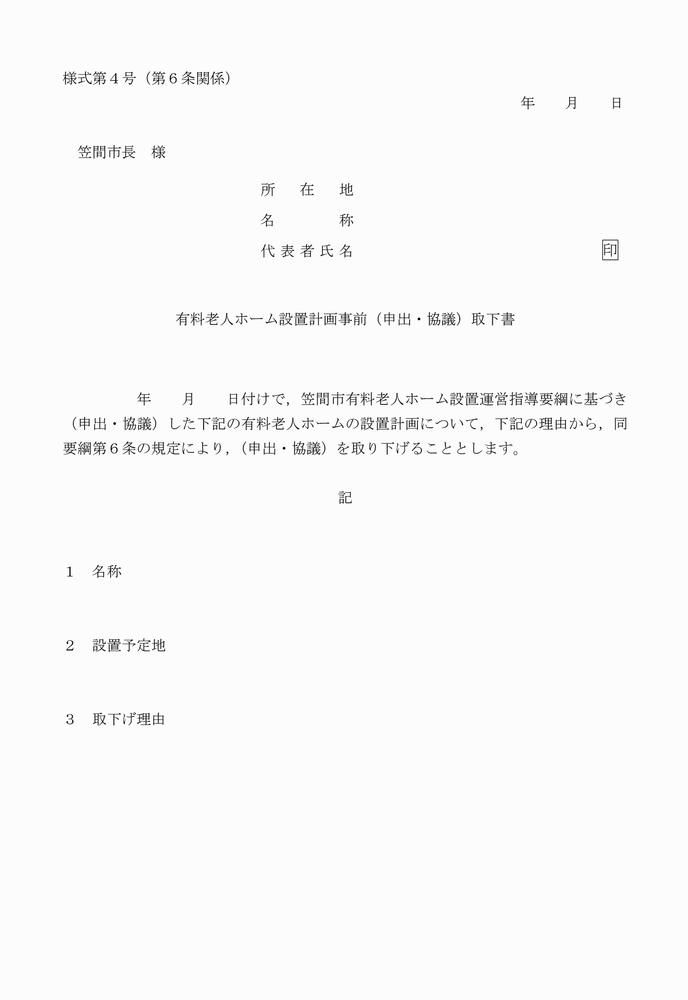 様式第４号（第６条関係）
年　　月　　日
笠間市長　様
所　在　地
名　　　称
代表者氏名　　　　　　　　　　　　　　　　　印
有料老人ホーム設置計画事前（申出・協議）取下書
年　　月　　日付けで，笠間市有料老人ホーム設置運営指導要綱に基づき
（申出・協議）した下記の有料老人ホームの設置計画について，下記の理由から，同
要綱第６条の規定により，（申出・協議）を取り下げることとします。
記
１　名称
２　設置予定地
３　取下げ理由